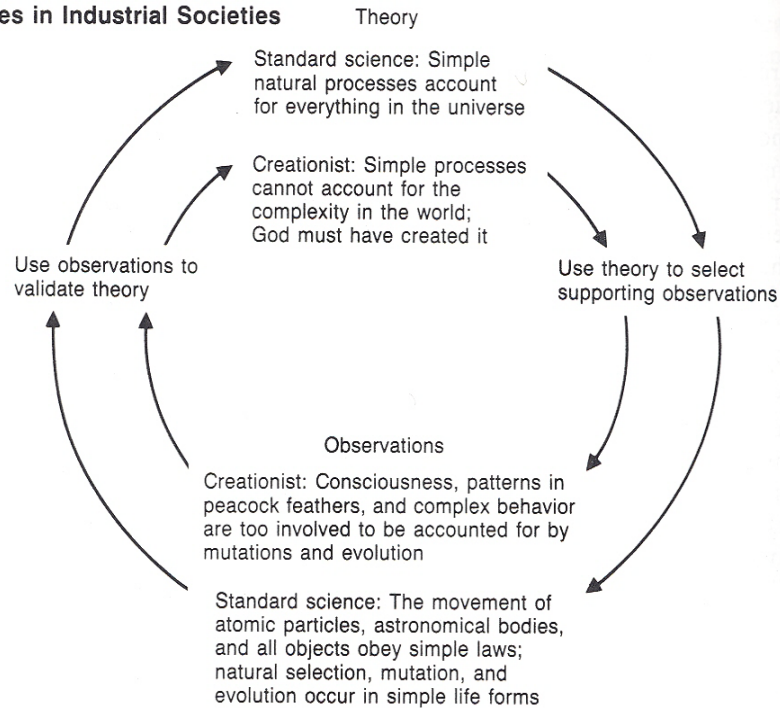 es in Industrial Societies
Theory
Standard science: Simple
natural processes account
for everything in the universe
Creationist: Simple processes
cannot account for the
complexity in the world;
God must have created it
Use observations to
validate theory
Use theory to select
supporting observations
Observations
Creationist: Consciousness, patterns in
peacock feathers, and complex behavior
are too involved to be accounted for by
mutations and evolution
Standard science: The movement of
atomic particles, astronomical bodies,
and all objects obey simple laws;
natural selection, mutation, and
evolution occur in simple life forms